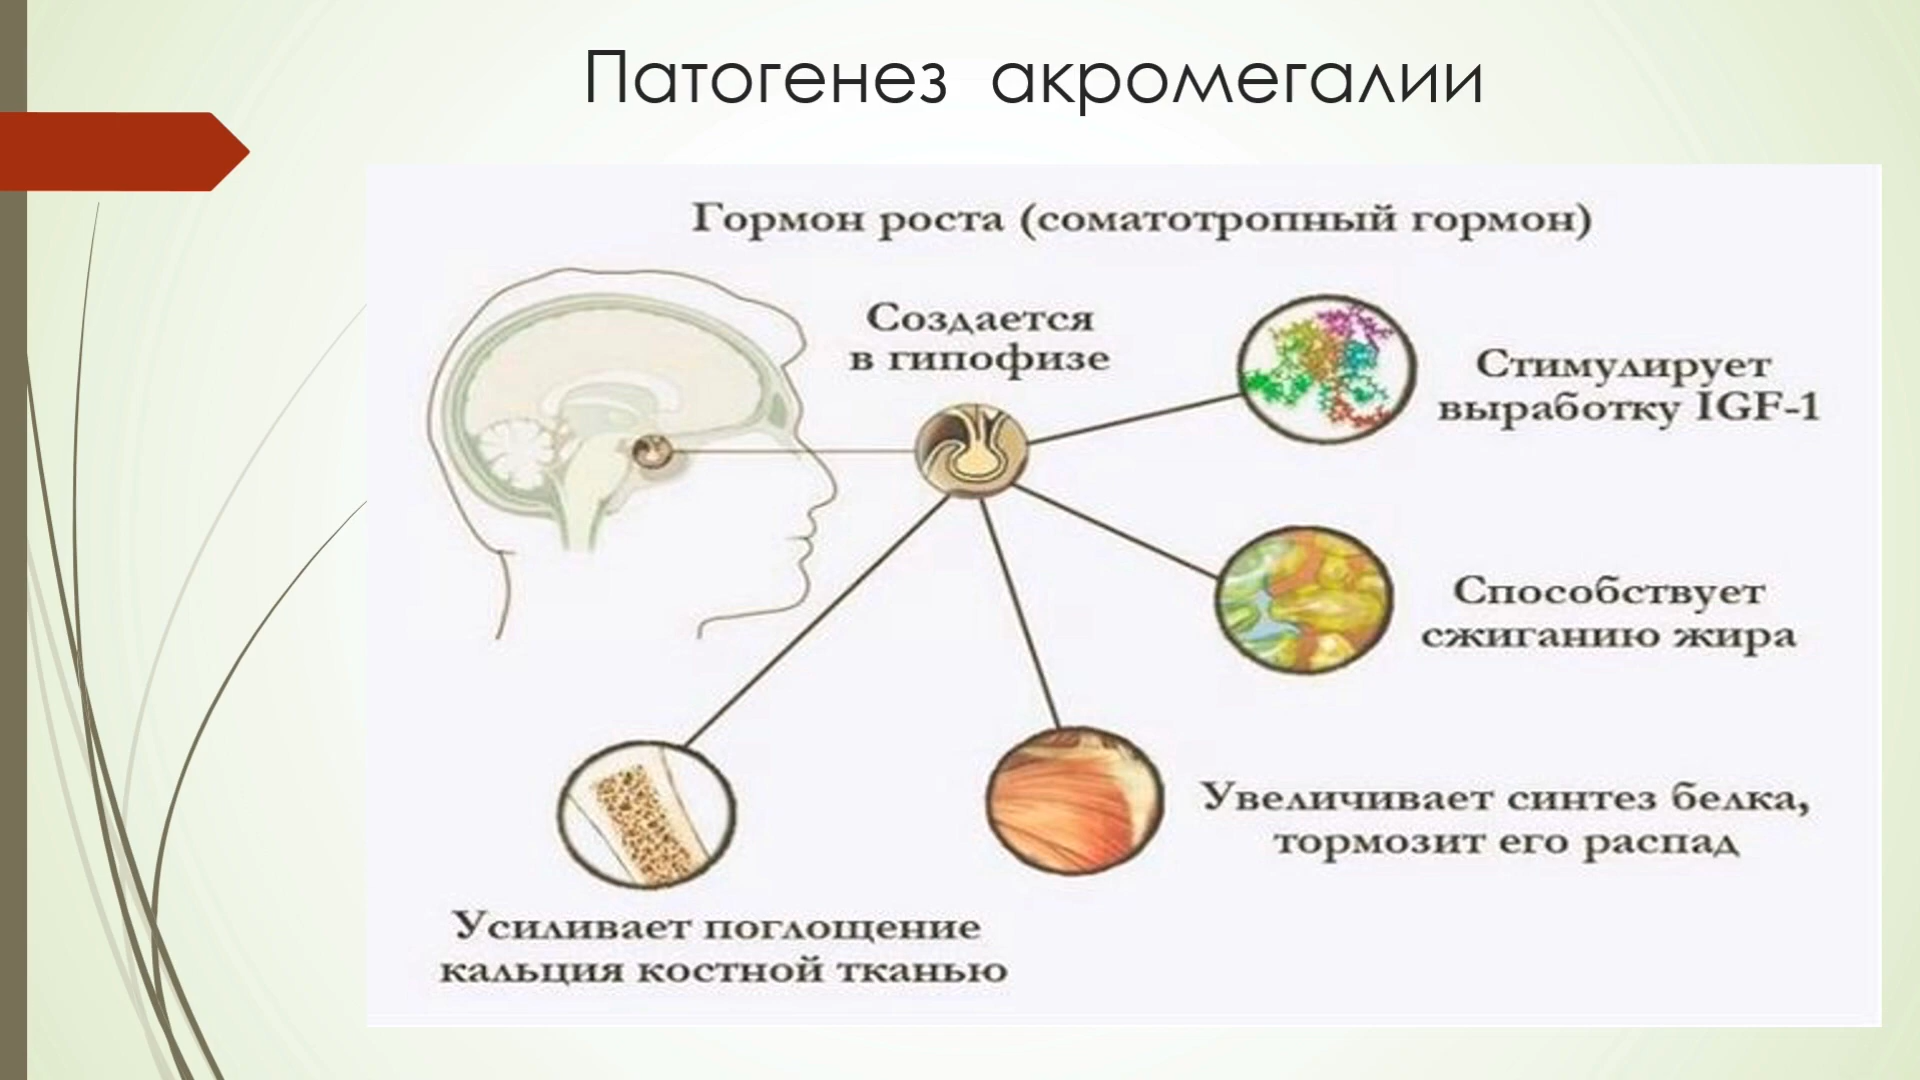 Патогенез акромегалии
Гормон роста (соматотропный гормон)
Создается
в гипофизе
Стимулирует
выработку IGF-1
Способствует
сжиганию жира
Увеличивает синтез белка,
тормозит его распад
Усиливает поглощение
кальция костной тканью